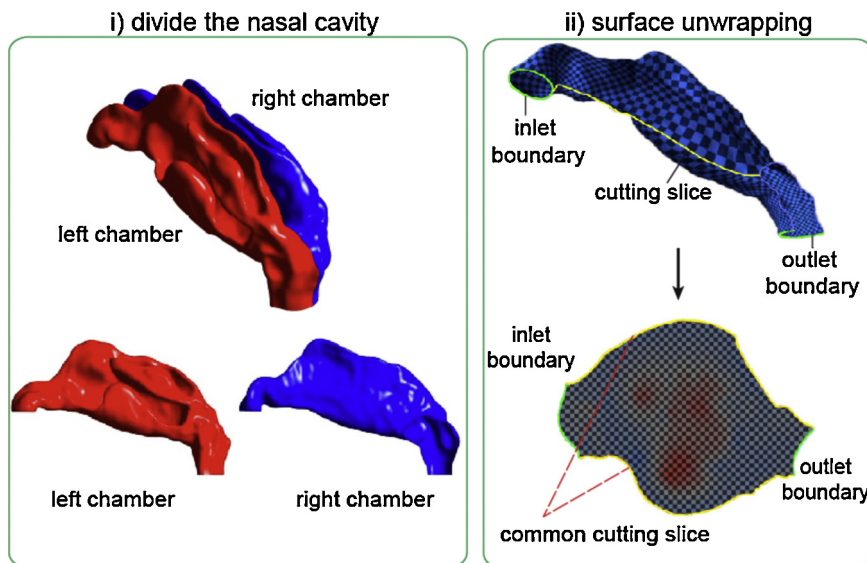 i) divide the nasal cavity
right chamber
left chamber
left chamber
right chamber
ii) surface unwrapping
inlet
boundary
cutting slice
outlet
boundary
inlet
boundary
outlet
boundary
common cutting slice